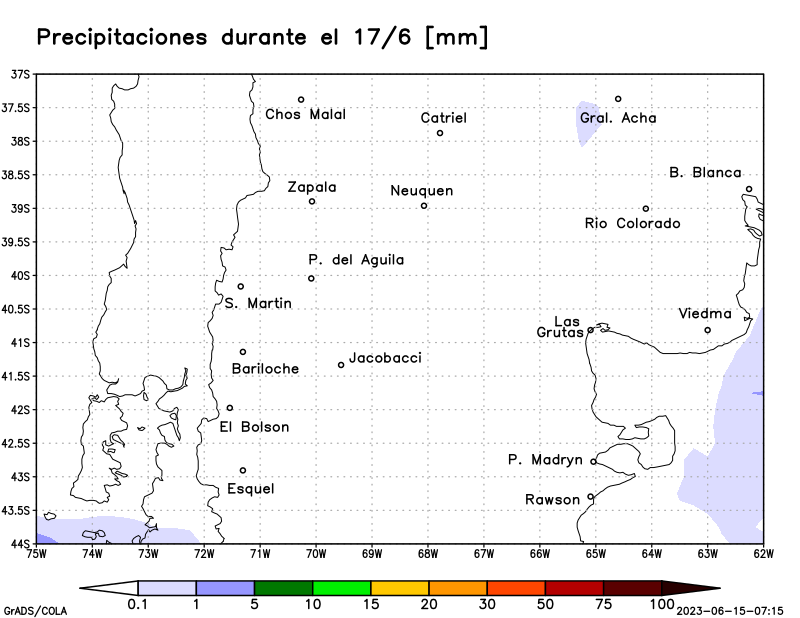 Precipitaciones durante el 17/6 [mm]
37S
37.5S
38S
38.5S
39S
39.5S
40S
40.5S
41S
41.5S
42S
42.5S
43S
43.5S
44S
Chos Malal
Catriel
Gral. Acha
B. Blanca
Zapala
Neuquen
Rio Colorado
P. del Aguila
S. Martin
Viedma
Las
Grutas
Jacobacci
Bariloche
El Bolson
P. Madryn
Esquel
Rawson
75W 74W 73W 72W 71W 70W 69W 68W 67W 66W 65W 64W 63W 62W
0.1 1 5 10 15 20 30 50 75 100
GrADS/COLA
2023-06-15-07:15